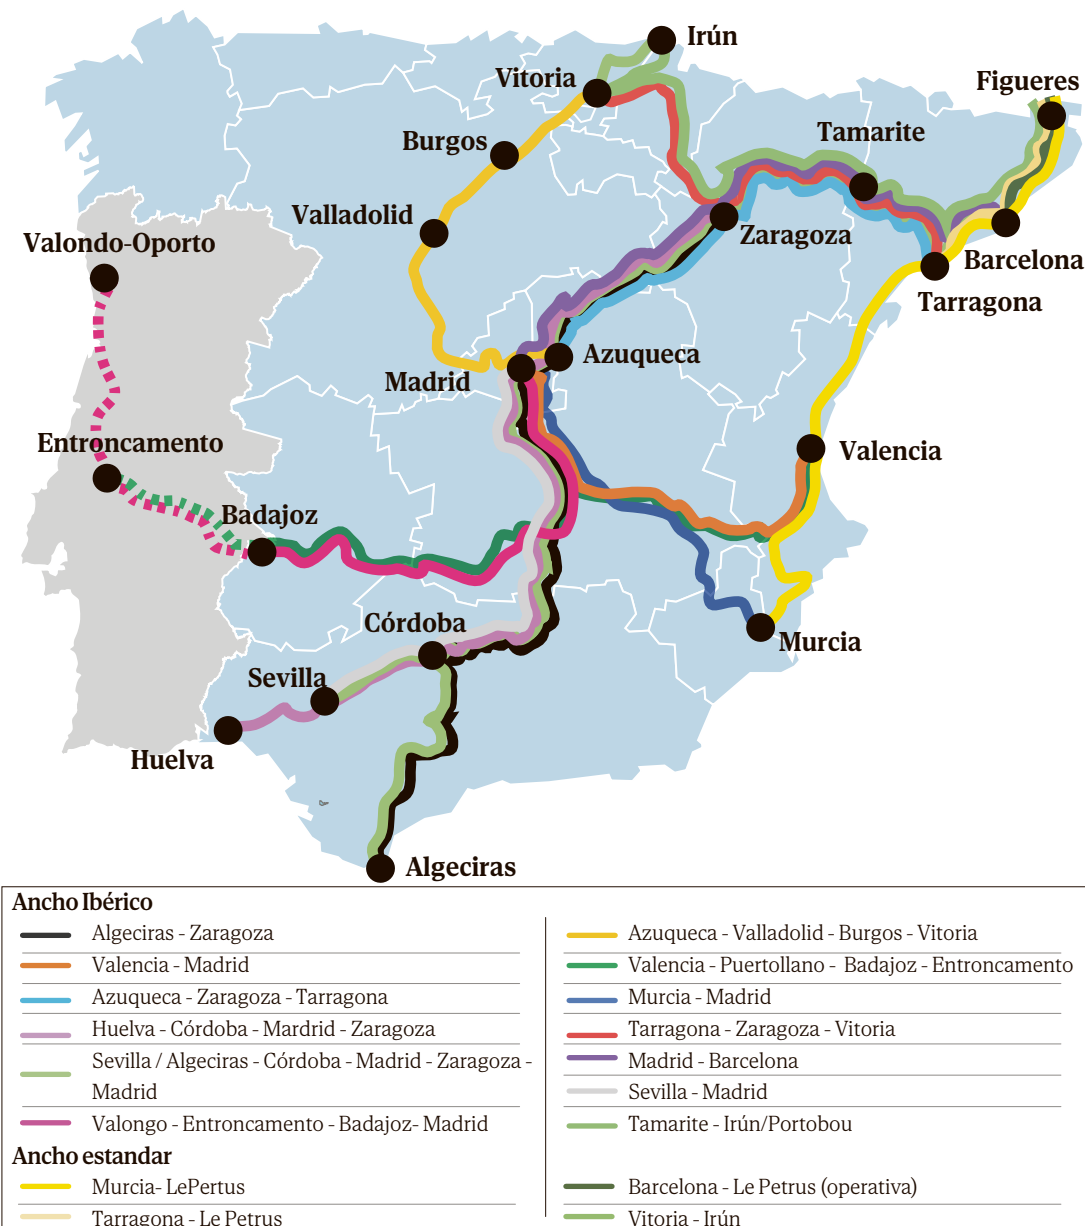 Irún
Vitoria
Figueres
Tamarite
Burgos
Valladolid
Valondo-Oporto
Zaragoza
Barcelona
Tarragona
Azuqueca
Madrid
Entroncamento
Valencia
Badajoz
Córdoba
Murcia
Sevilla
Huelva
Algeciras
Ancho Ibérico
Algeciras - Zaragoza
Valencia - Madrid
Azuqueca - Zaragoza - Tarragona
Huelva - Córdoba - Mardrid - Zaragoza
Sevilla / Algeciras - Córdoba - Madrid - Zaragoza -
Madrid
Valongo - Entroncamento - Badajoz- Madrid
Azuqueca - Valladolid - Burgos - Vitoria
Valencia - Puertollano - Badajoz - Entroncamento
Murcia - Madrid
Tarragona - Zaragoza - Vitoria
Madrid - Barcelona
Sevilla - Madrid
Tamarite - Irún/Portobou
Ancho estandar
Murcia- LePertus
Tarragona - Le Petrus
Barcelona - Le Petrus (operativa)
Vitoria - Irún